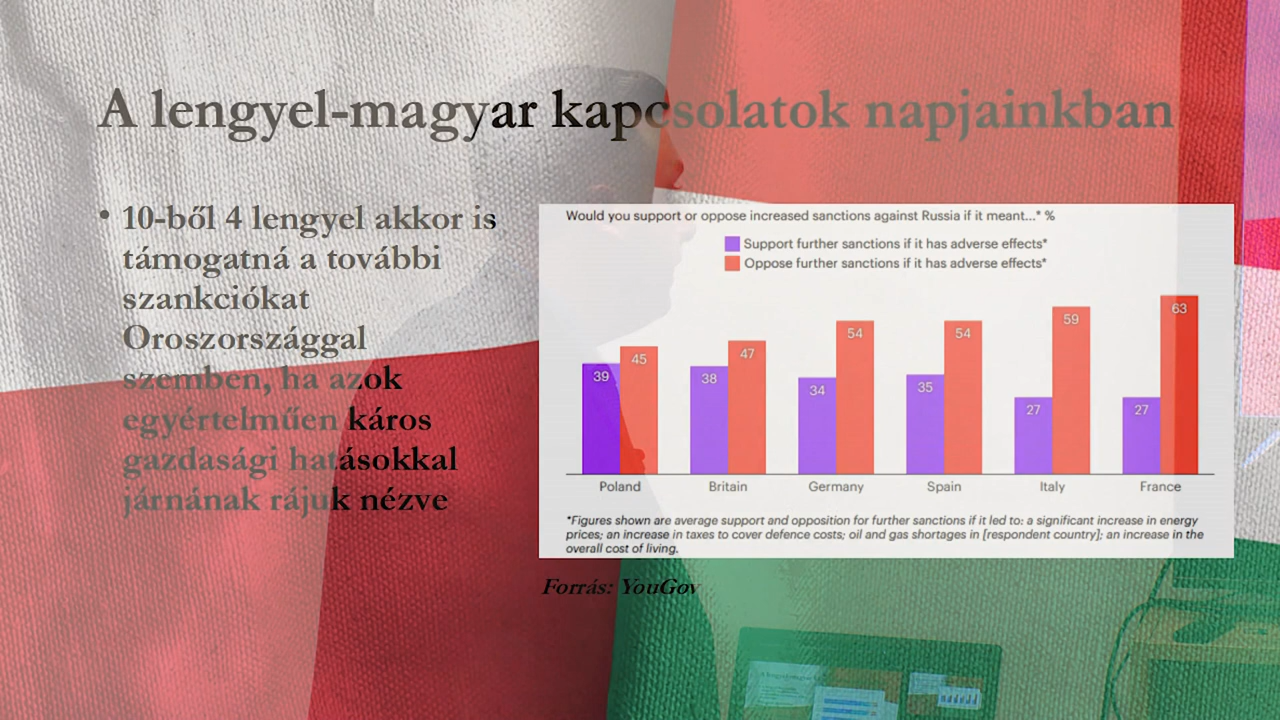 A lengyel-magyar kapcsolatok napjainkban
• 10-ből 4 lengyel akkor is
támogatná a további
szankciókat
Oroszországgal
szemben, ha azok
egyértelműen káros
gazdasági hatásokkal
járnának rájuk nézve
Would you support or oppose increased sanctions against Russia if it meant...* %
Support further sanctions if it has adverse effects*
Oppose further sanctions if it has adverse effects*
39 45 38 47 34 54 35 54 27 59 27 63
Poland Britain Germany Spain Italy France
*Figures shown are average support and opposition for further sanctions if it led to: a significant increase in energy
prices; an increase in taxes to cover defence costs; oil and gas shortages in [respondent country]; an increase in the
overall cost of living.
Forrás: YouGov